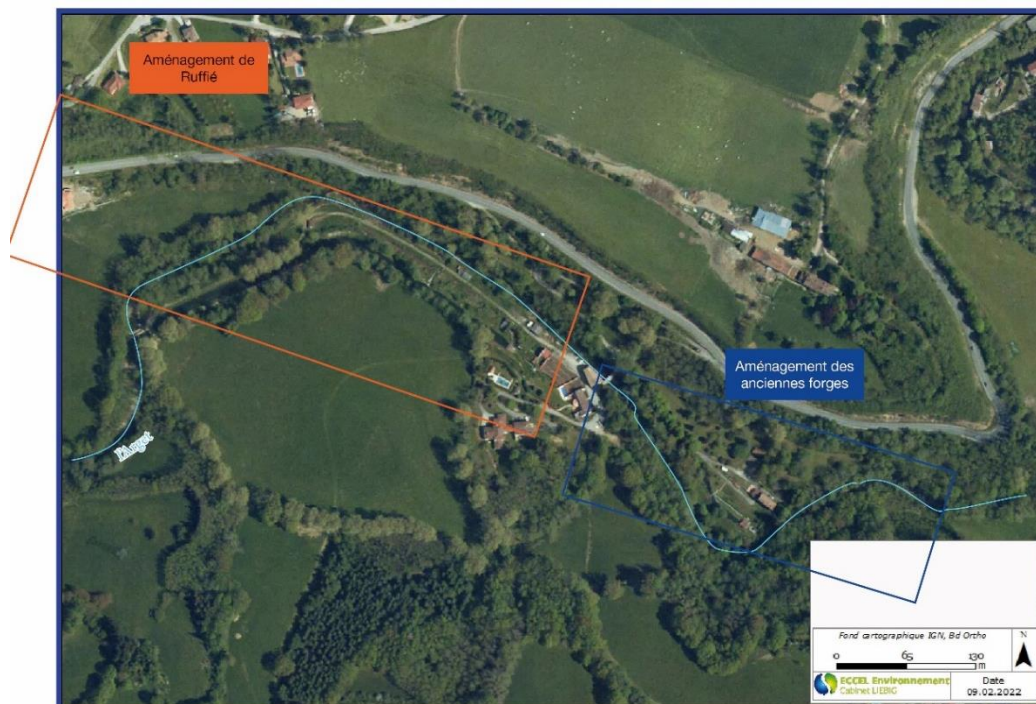 Aménagement de
Ruffié
Aménagement des
anciennes forges
l'Arget
Fond cartographique IGN, Bd Ortho
N
0 65 130
m
ECCEL Environnement
Cabinet LIEBIG
Date
09.02.2022